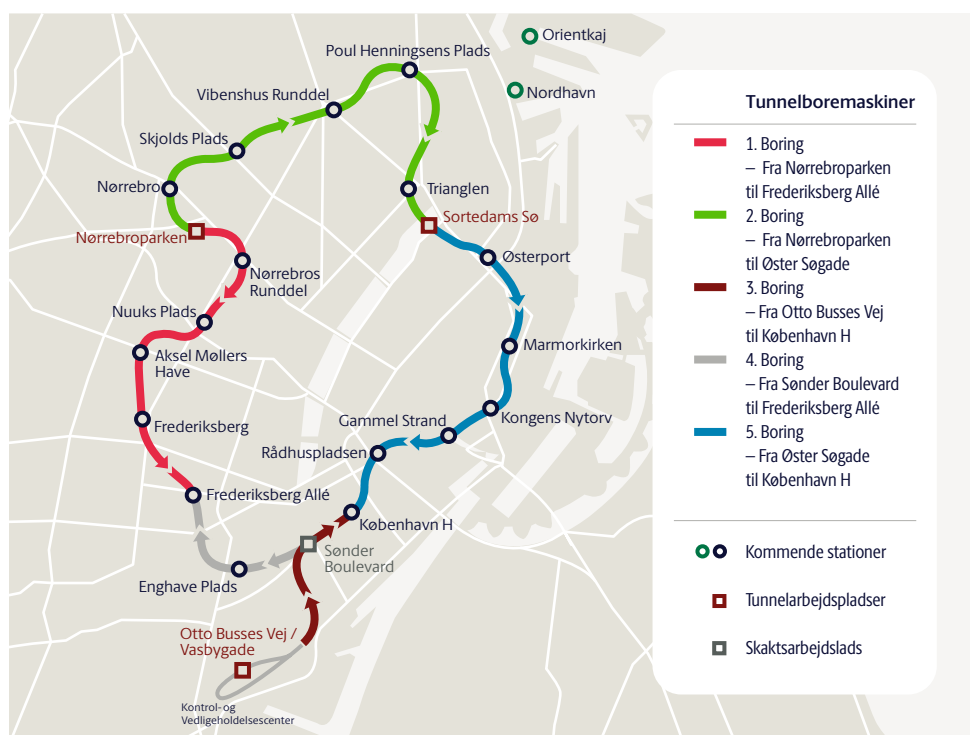 Orientkaj
Poul Henningsens Plads
Nordhavn
Vibenshus Runddel
Skjolds Plads
Nørrebro
Trianglen
Sortedams Sø
Nørrebroparken
Østerport
Nørrebros
Runddel
Nuuks Plads
Marmorkirken
Aksel Møllers
Have
Kongens Nytorv
Gammel Strand
Frederiksberg
Rådhuspladsen
Frederiksberg Allé
København H
Sønder
Boulevard
Enghave Plads
Otto Busses Vej /
Vasbygade
Kontrol- og
Vedligeholdelsescenter
Tunnelboremaskiner
1. Boring
– Fra Nørrebroparken
til Frederiksberg Allé
2. Boring
– Fra Nørrebroparken
til Øster Søgade
3. Boring
– Fra Otto Busses Vej
til København H
4. Boring
– Fra Sønder Boulevard
til Frederiksberg Allé
5. Boring
– Fra Øster Søgade
til København H
Kommende stationer
Tunnelarbejdspladser
Skaktsarbejdslads